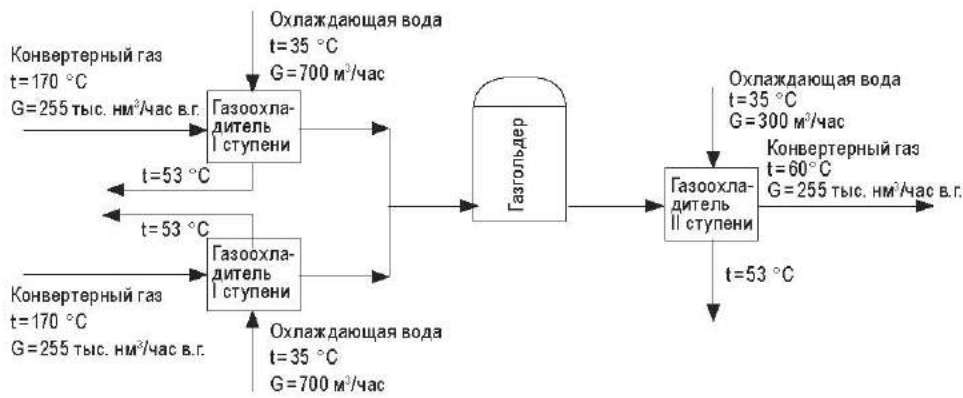 Охлаждающая вода
t=35 °C
G=700 м³/час
Конвертерный газ
t=170 °C
G=255 тыс. нм³/час в.г.
Газоохла-
дитель
I ступени
t=53 °C
t=53 °C
Газоохла-
дитель
I ступени
Конвертерный газ
t=170 °C
G=255 тыс. нм³/час в.г.
Охлаждающая вода
t=35 °C
G=700 м³/час
Газгольдер
Охлаждающая вода
t=35 °C
G=300 м³/час
Конвертерный газ
t=60°C
G=255 тыс. нм³/час в.г.
Газоохла-
дитель
II ступени
t=53 °C